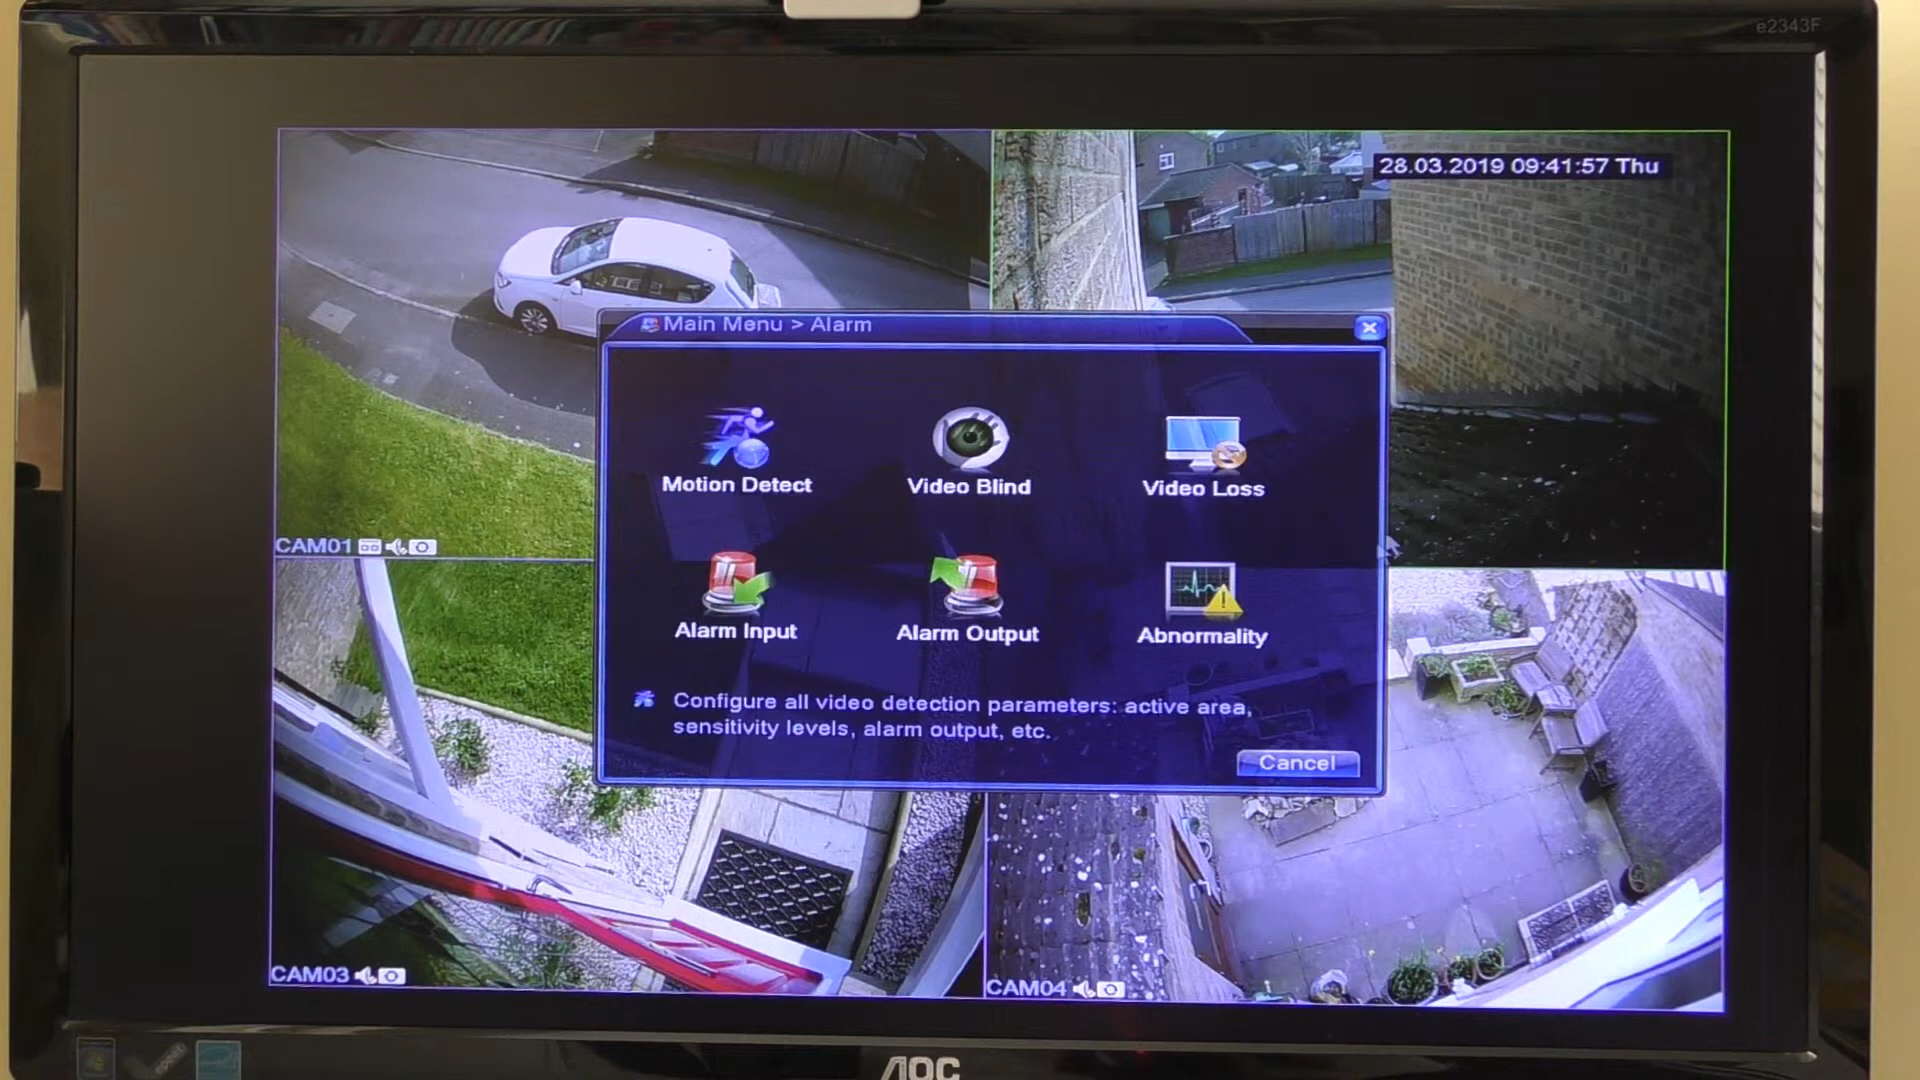 e2343F
28.03.2019 09:41:57 Thu
Main Menu > Alarm
Motion Detect
Video Blind
Video Loss
CAM01
Alarm Input
Alarm Output
Abnormality
Configure all video detection parameters: active area,
sensitivity levels, alarm output, etc.
Cancel
CAM03
CAM04
epeat
AOC